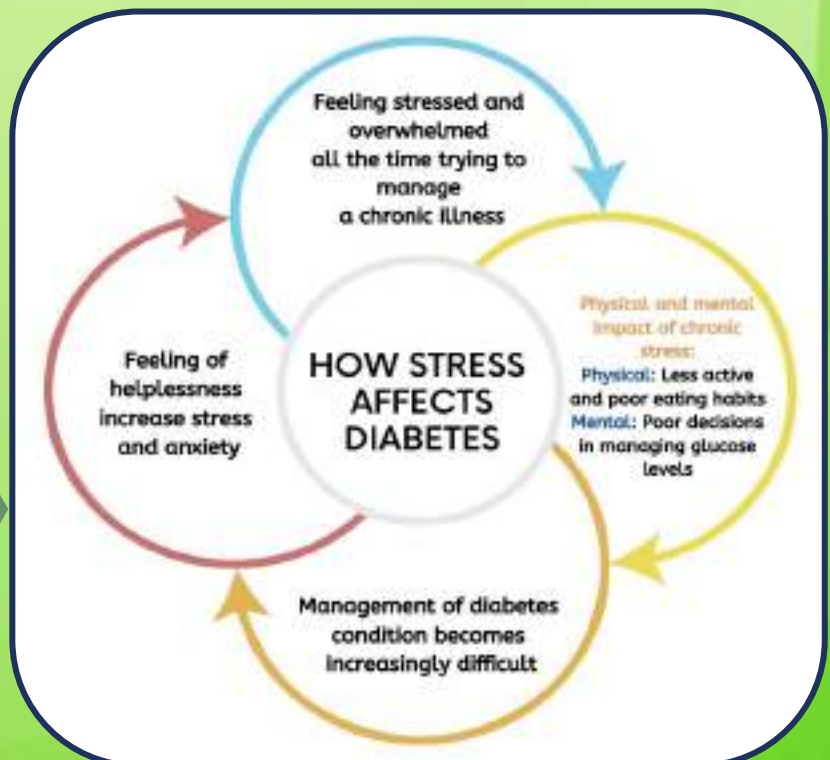 Feeling stressed and
overwhelmed
all the time trying to
manage
a chronic illness
Physical and mental
impact of chronic
stress:
Physical: Less active
and poor eating habits
Mental: Poor decisions
in managing glucose
levels
Management of diabetes
condition becomes
increasingly difficult
Feeling of
helplessness
increase stress
and anxiety
HOW STRESS
AFFECTS
DIABETES